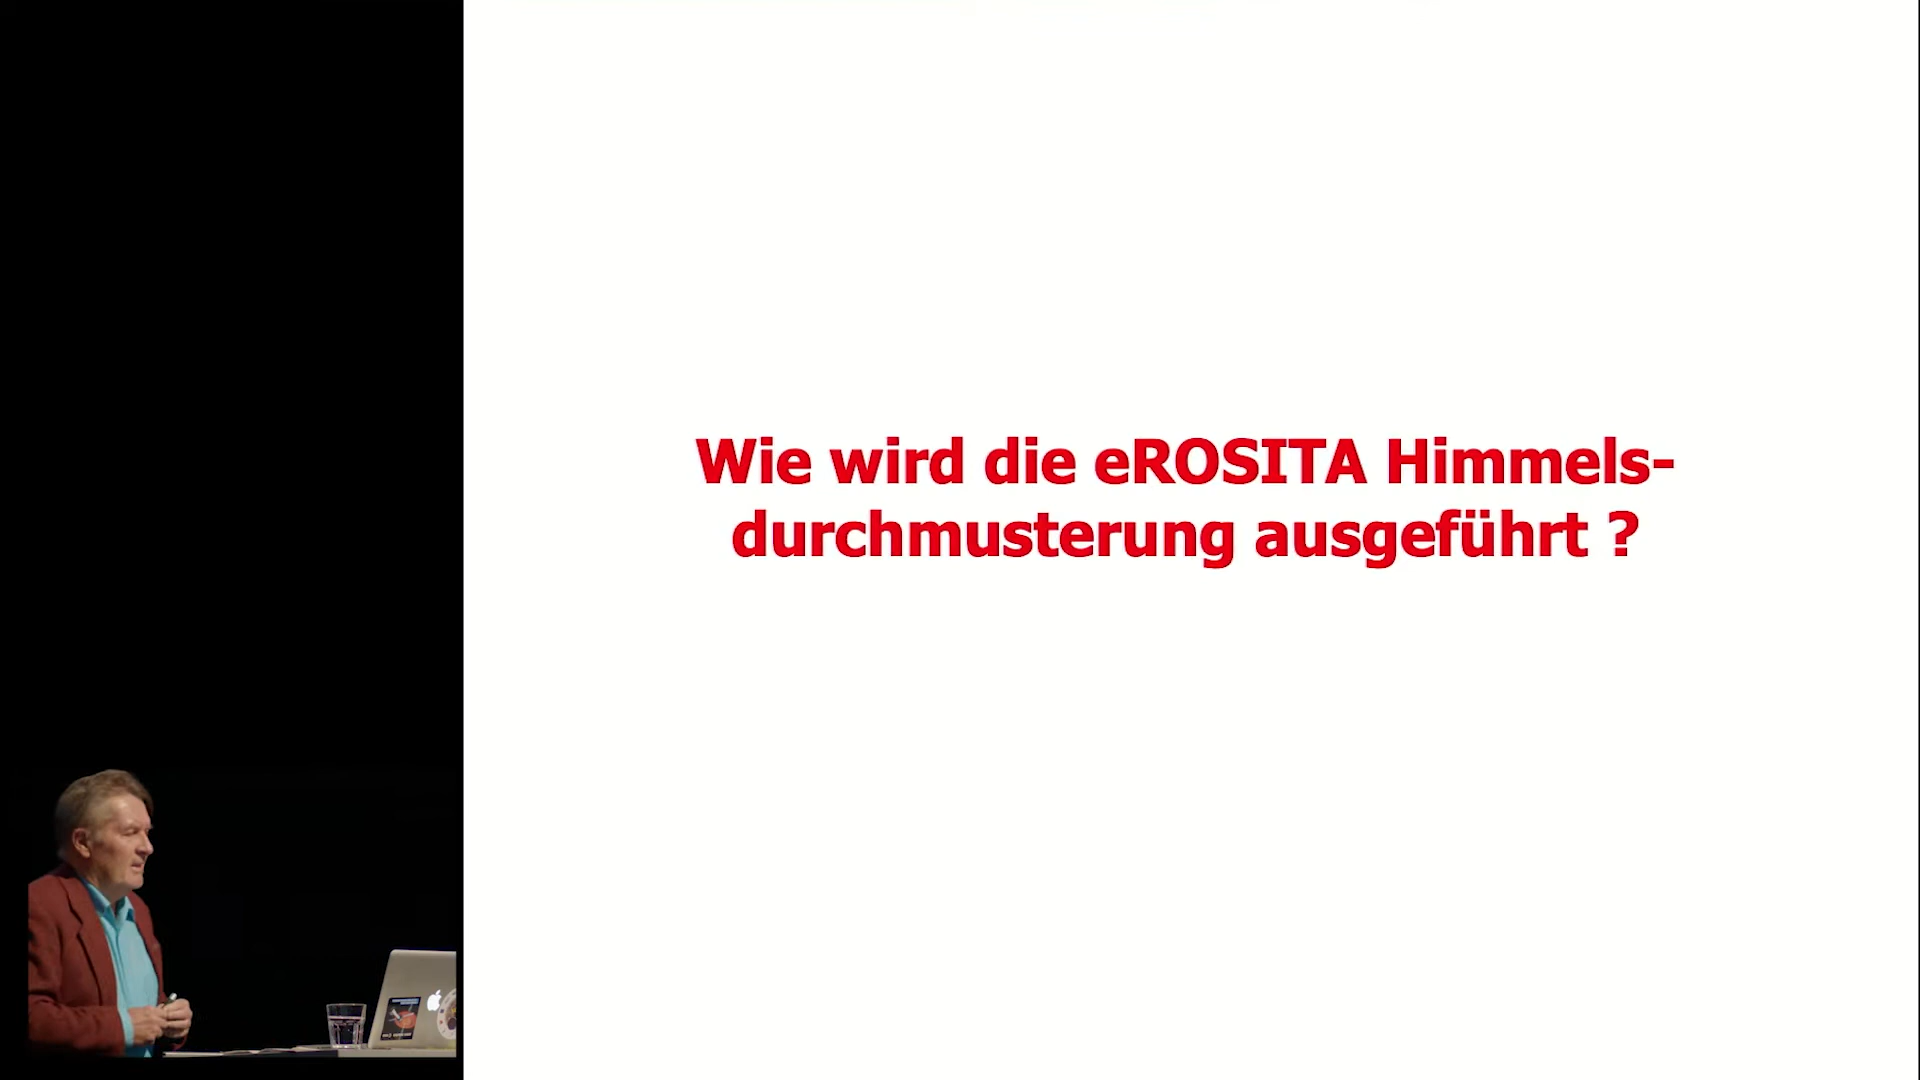 Wie wird die eROSITA Himmels-
durchmusterung ausgeführt ?